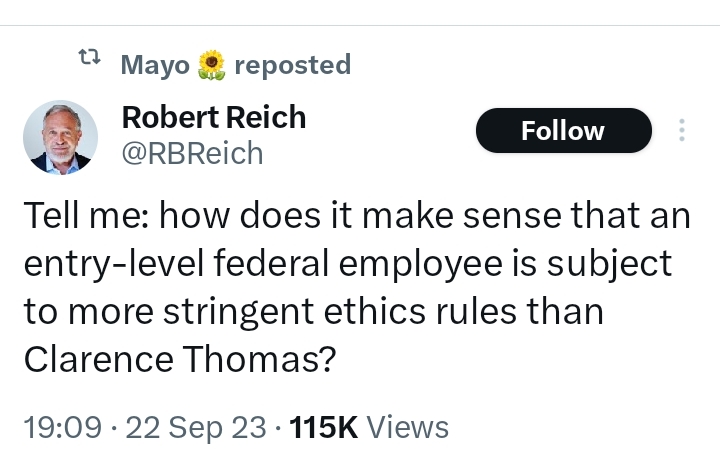 Mayo🌻 reposted
Robert Reich
@RBReich
Follow
Tell me: how does it make sense that an
entry-level federal employee is subject
to more stringent ethics rules than
Clarence Thomas?
19:09 · 22 Sep 23 · 115K Views